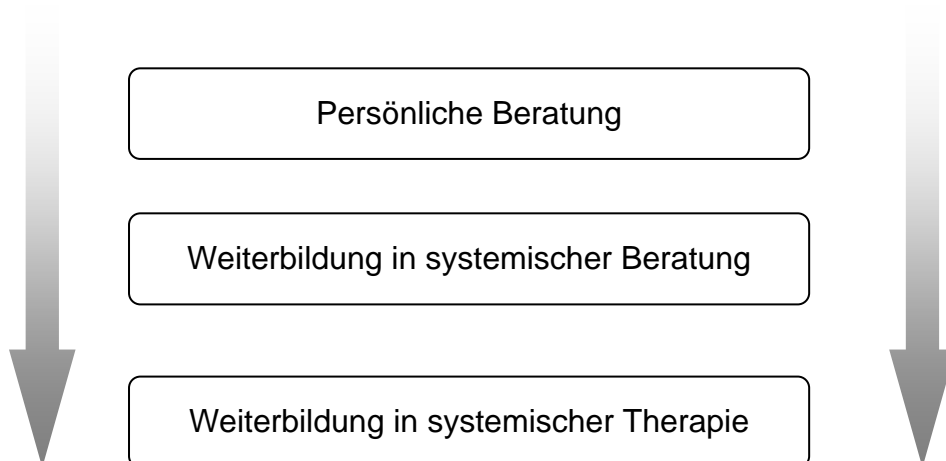 Persönliche Beratung
Weiterbildung in systemischer Beratung
Weiterbildung in systemischer Therapie